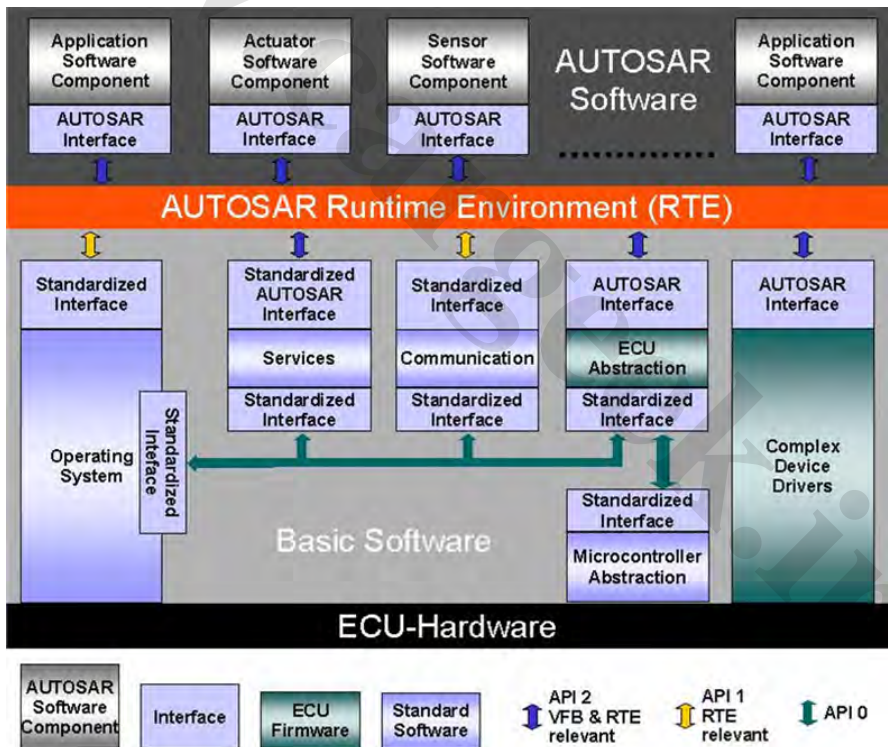 Application
Software
Component
AUTOSAR
Interface
Actuator
Software
Component
AUTOSAR
Interface
Sensor
Software
Component
AUTOSAR
Interface
AUTOSAR
Software
Application
Software
Component
AUTOSAR
Interface
AUTOSAR Runtime Environment (RTE)
Standardized
Interface
Operating
System
Standardized
Inteface
Standardized
AUTOSAR
Interface
Services
Standardized
Interface
Standardized
Interface
Communication
Standardized
Interface
AUTOSAR
Interface
ECU
Abstraction
Standardized
Interface
Standardized
Interface
Microcontroller
Abstraction
AUTOSAR
Interface
Complex
Device
Drivers
Basic Software
ECU-Hardware
AUTOSAR
Software
Component
Interface
ECU
Firmware
Standard
Software
API 2
VFB & RTE
relevant
API 1
RTE
relevant
API 0